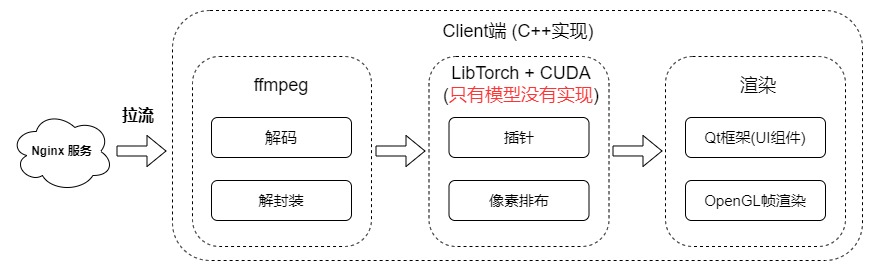 Client端 (C++实现)
Nginx 服务
拉流
ffmpeg
解码
解封装
LibTorch + CUDA
(只有模型没有实现)
插针
像素排布
渲染
Qt框架(UI组件)
OpenGL帧渲染